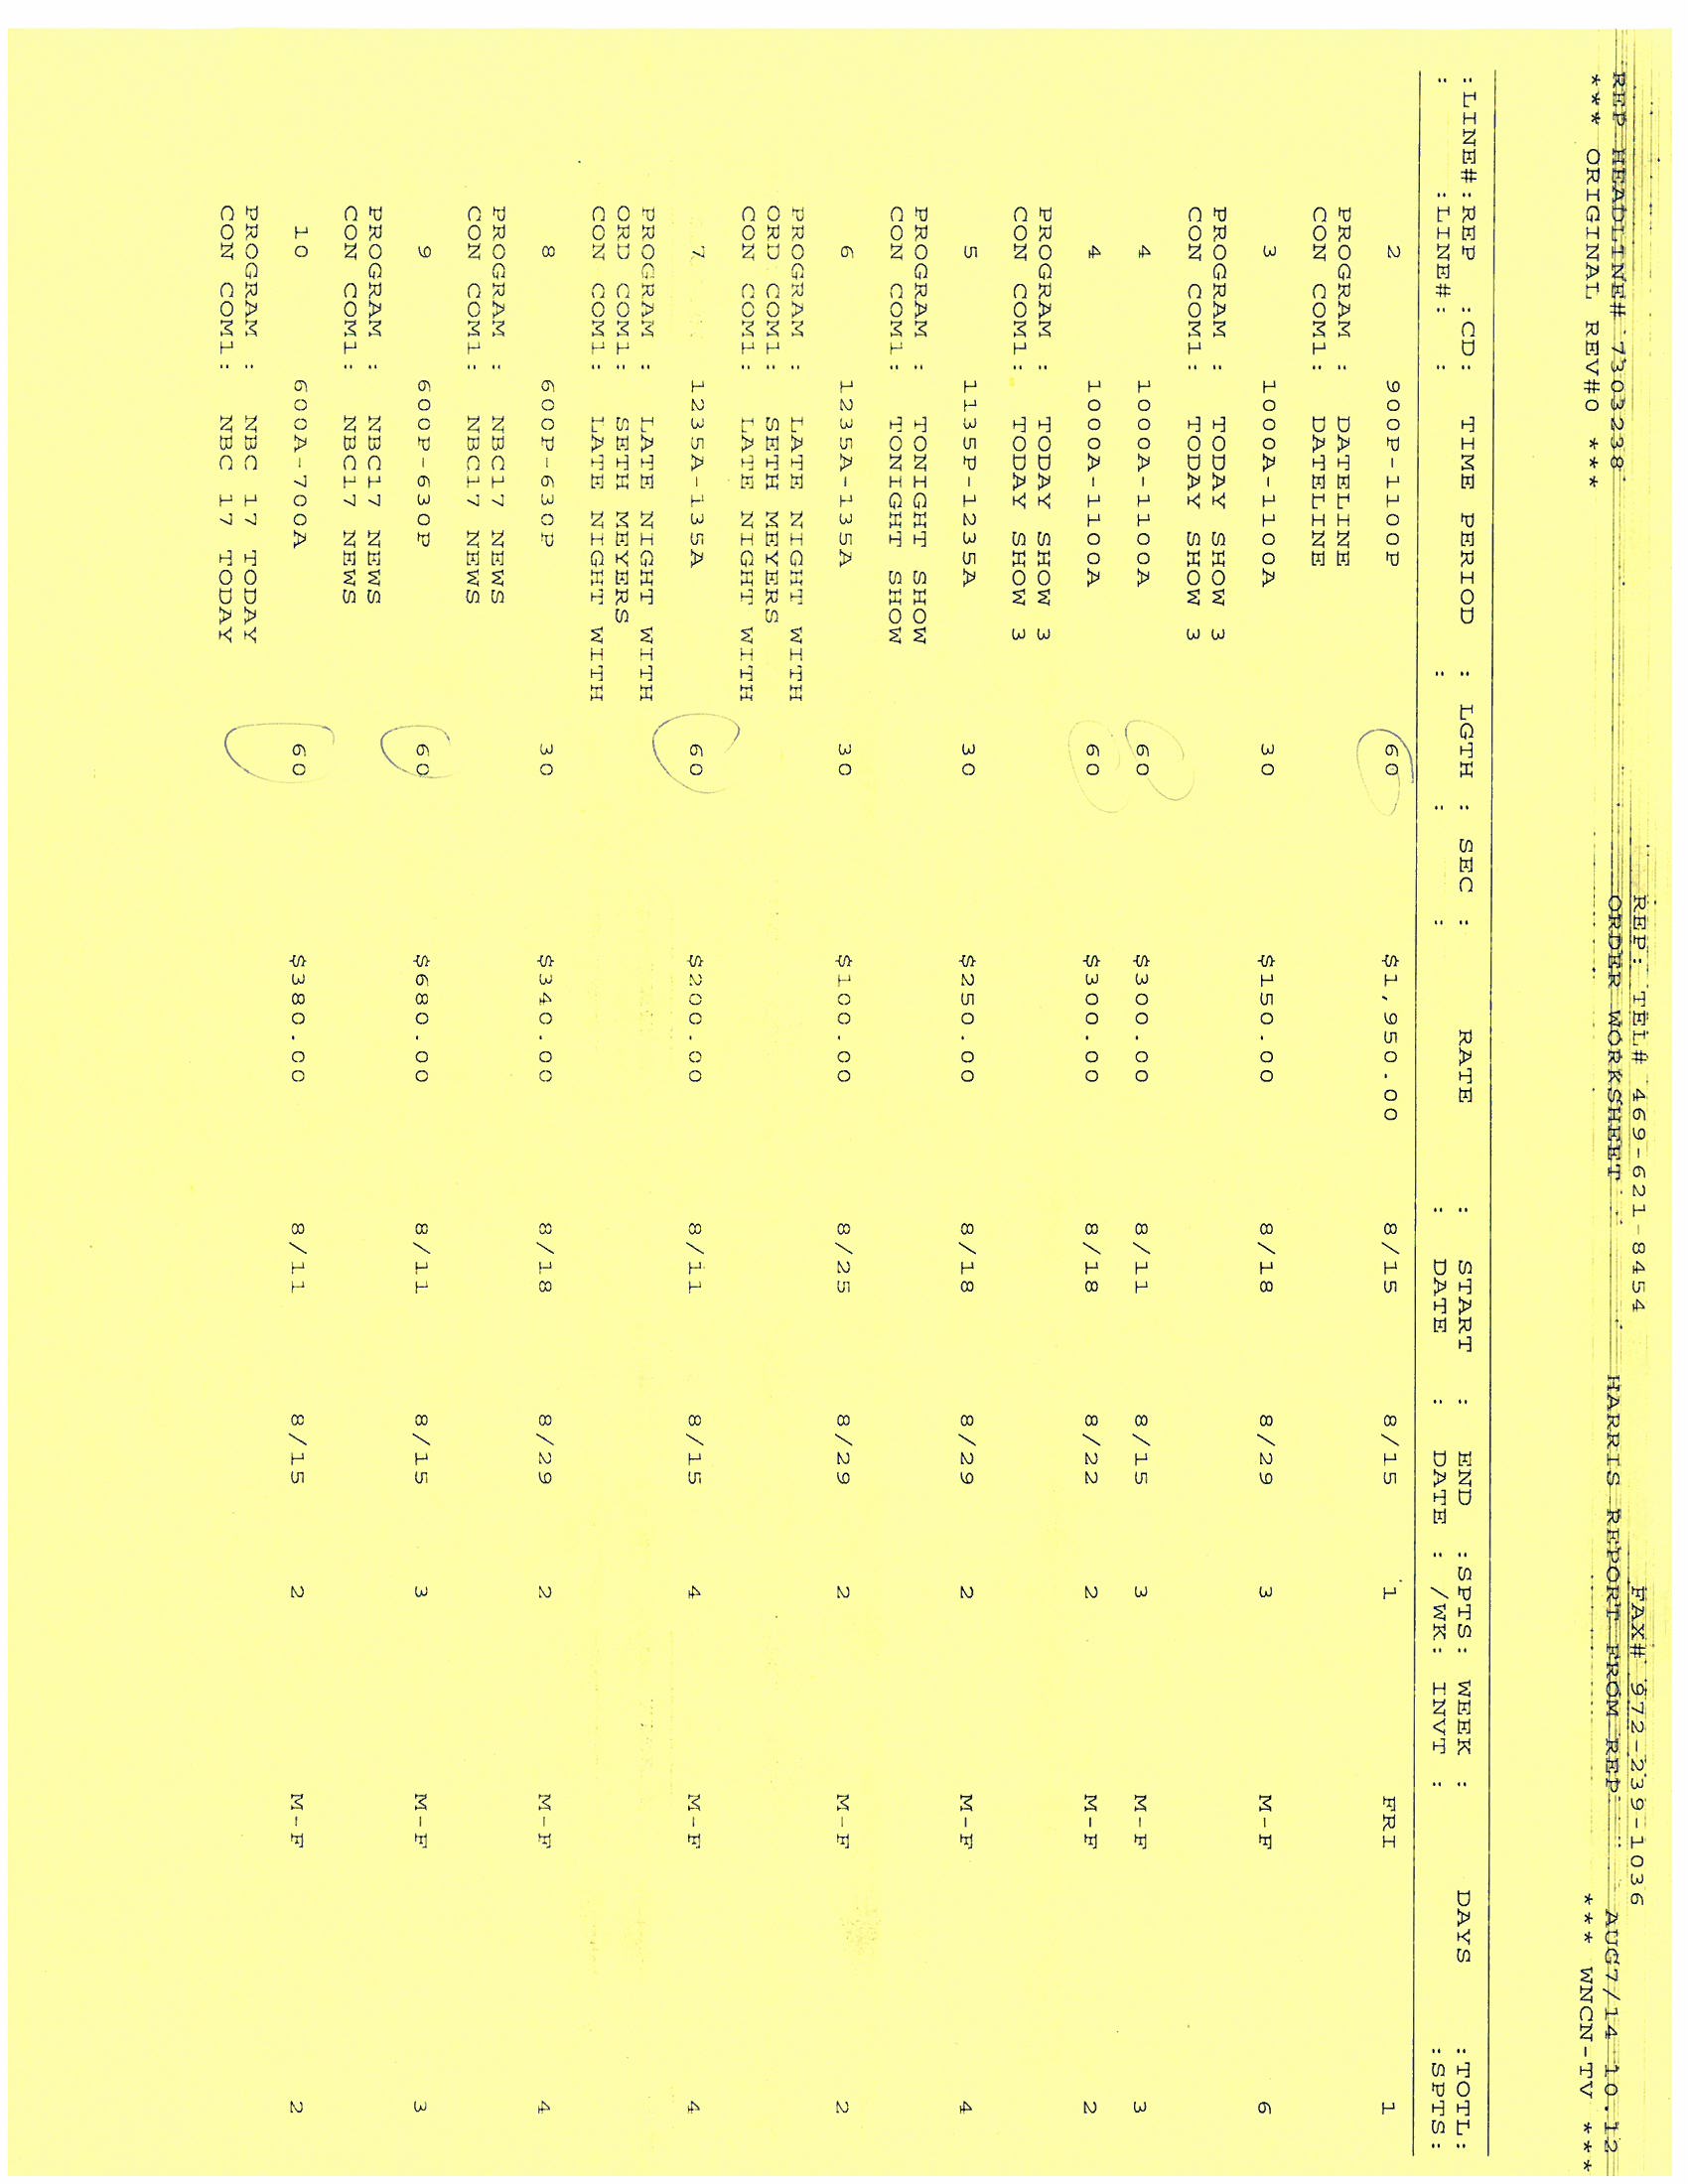 REP: TEL# 469-621-8454 FAX# 972-239-1036
REP HEADLINE# 7303238 ORDER WORKSHEET HARRIS REPORT FROM REP AUG7/14 10.12
*** ORIGINAL REV#0 *** *** WNCN-TV ***
:LINE#:REP :CD: TIME PERIOD : LGTH : SEC : RATE : START : END :SPTS: WEEK : DAYS :TOTL:
: :LINE#: : : : : : DATE : DATE : /WK: INVT : :SPTS:
2 900P-1100P 60 $1,950.00 8/15 8/15 1 FRI 1
PROGRAM : DATELINE
CON COM1: DATELINE
3 1000A-1100A 30 $150.00 8/18 8/29 3 M-F 6
PROGRAM : TODAY SHOW 3
CON COM1: TODAY SHOW 3
4 1000A-1100A 60 $300.00 8/11 8/15 3 M-F 3
4 1000A-1100A 60 $300.00 8/18 8/22 2 M-F 2
PROGRAM : TODAY SHOW 3
CON COM1: TODAY SHOW 3
5 1135P-1235A 30 $250.00 8/18 8/29 2 M-F 4
PROGRAM : TONIGHT SHOW
CON COM1: TONIGHT SHOW
6 1235A-135A 30 $100.00 8/25 8/29 2 M-F 2
PROGRAM : LATE NIGHT WITH
ORD COM1: SETH MEYERS
CON COM1: LATE NIGHT WITH
7 1235A-135A 60 $200.00 8/11 8/15 4 M-F 4
PROGRAM : LATE NIGHT WITH
ORD COM1: SETH MEYERS
CON COM1: LATE NIGHT WITH
8 600P-630P 30 $340.00 8/18 8/29 2 M-F 4
PROGRAM : NBC17 NEWS
CON COM1: NBC17 NEWS
9 600P-630P 60 $680.00 8/11 8/15 3 M-F 3
PROGRAM : NBC17 NEWS
CON COM1: NBC17 NEWS
10 600A-700A 60 $380.00 8/11 8/15 2 M-F 2
PROGRAM : NBC 17 TODAY
CON COM1: NBC 17 TODAY